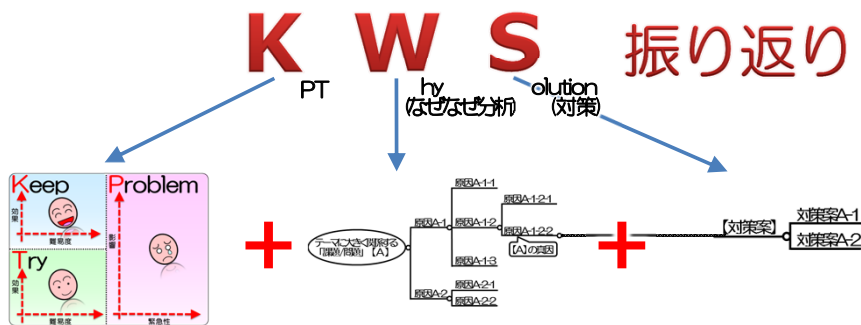 K W S 振り返り
PT
hy
(なぜなぜ分析)
olution
(対策)
Keep
効果
難易度
Problem
影響
緊急性
Try
効果
難易度
テーマに大きく関係する
「課題/問題」【A】
原因A-1
原因A-1-1
原因A-1-2
原因A-1-2-1
原因A-1-2-2
【A】の真因
原因A-1-3
原因A-2
原因A-2-1
原因A-2-2
【対策案】
対策案A-1
対策案A-2